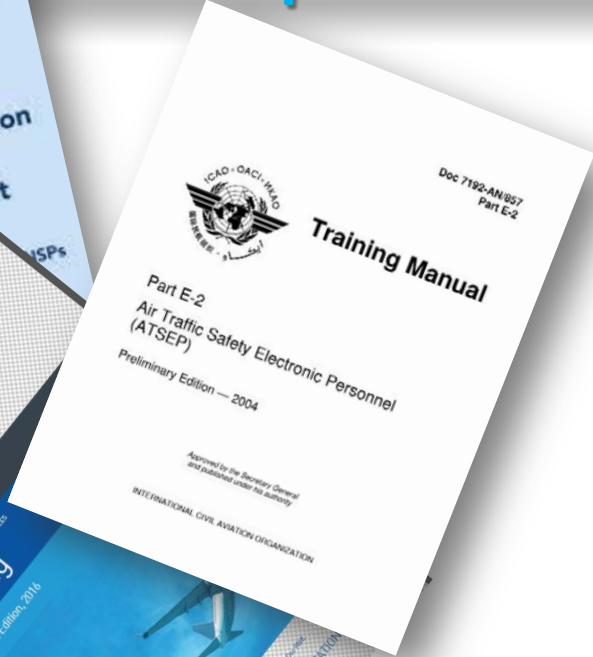 on
t
NSPs
Doc 7192-AN/857
Part E-2
ICAO · OACI · ИКАО
Training Manual
Part E-2
Air Traffic Safety Electronic Personnel
(ATSEP)
Preliminary Edition — 2004
Approved by the Secretary General
and published under his authority
INTERNATIONAL CIVIL AVIATION ORGANIZATION
Edition, 2016